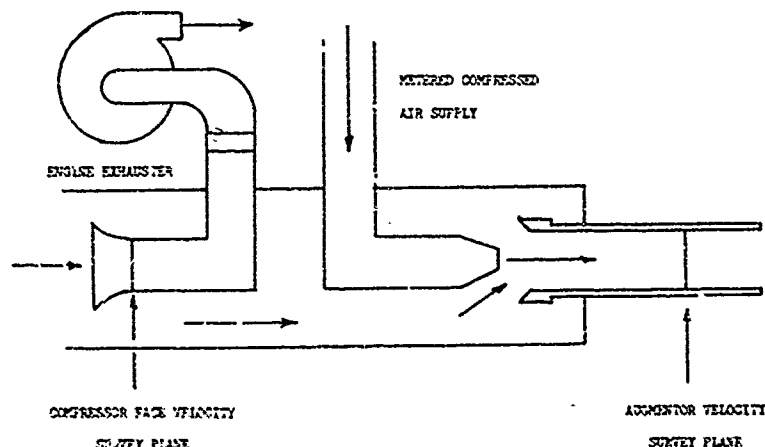 METERED COMPRESSED
AIR SUPPLY
ENGINE EXHAUSTER
COMPRESSOR FACE VELOCITY
SURVEY PLANE
AUGMENTOR VELOCITY
SURVEY PLANE